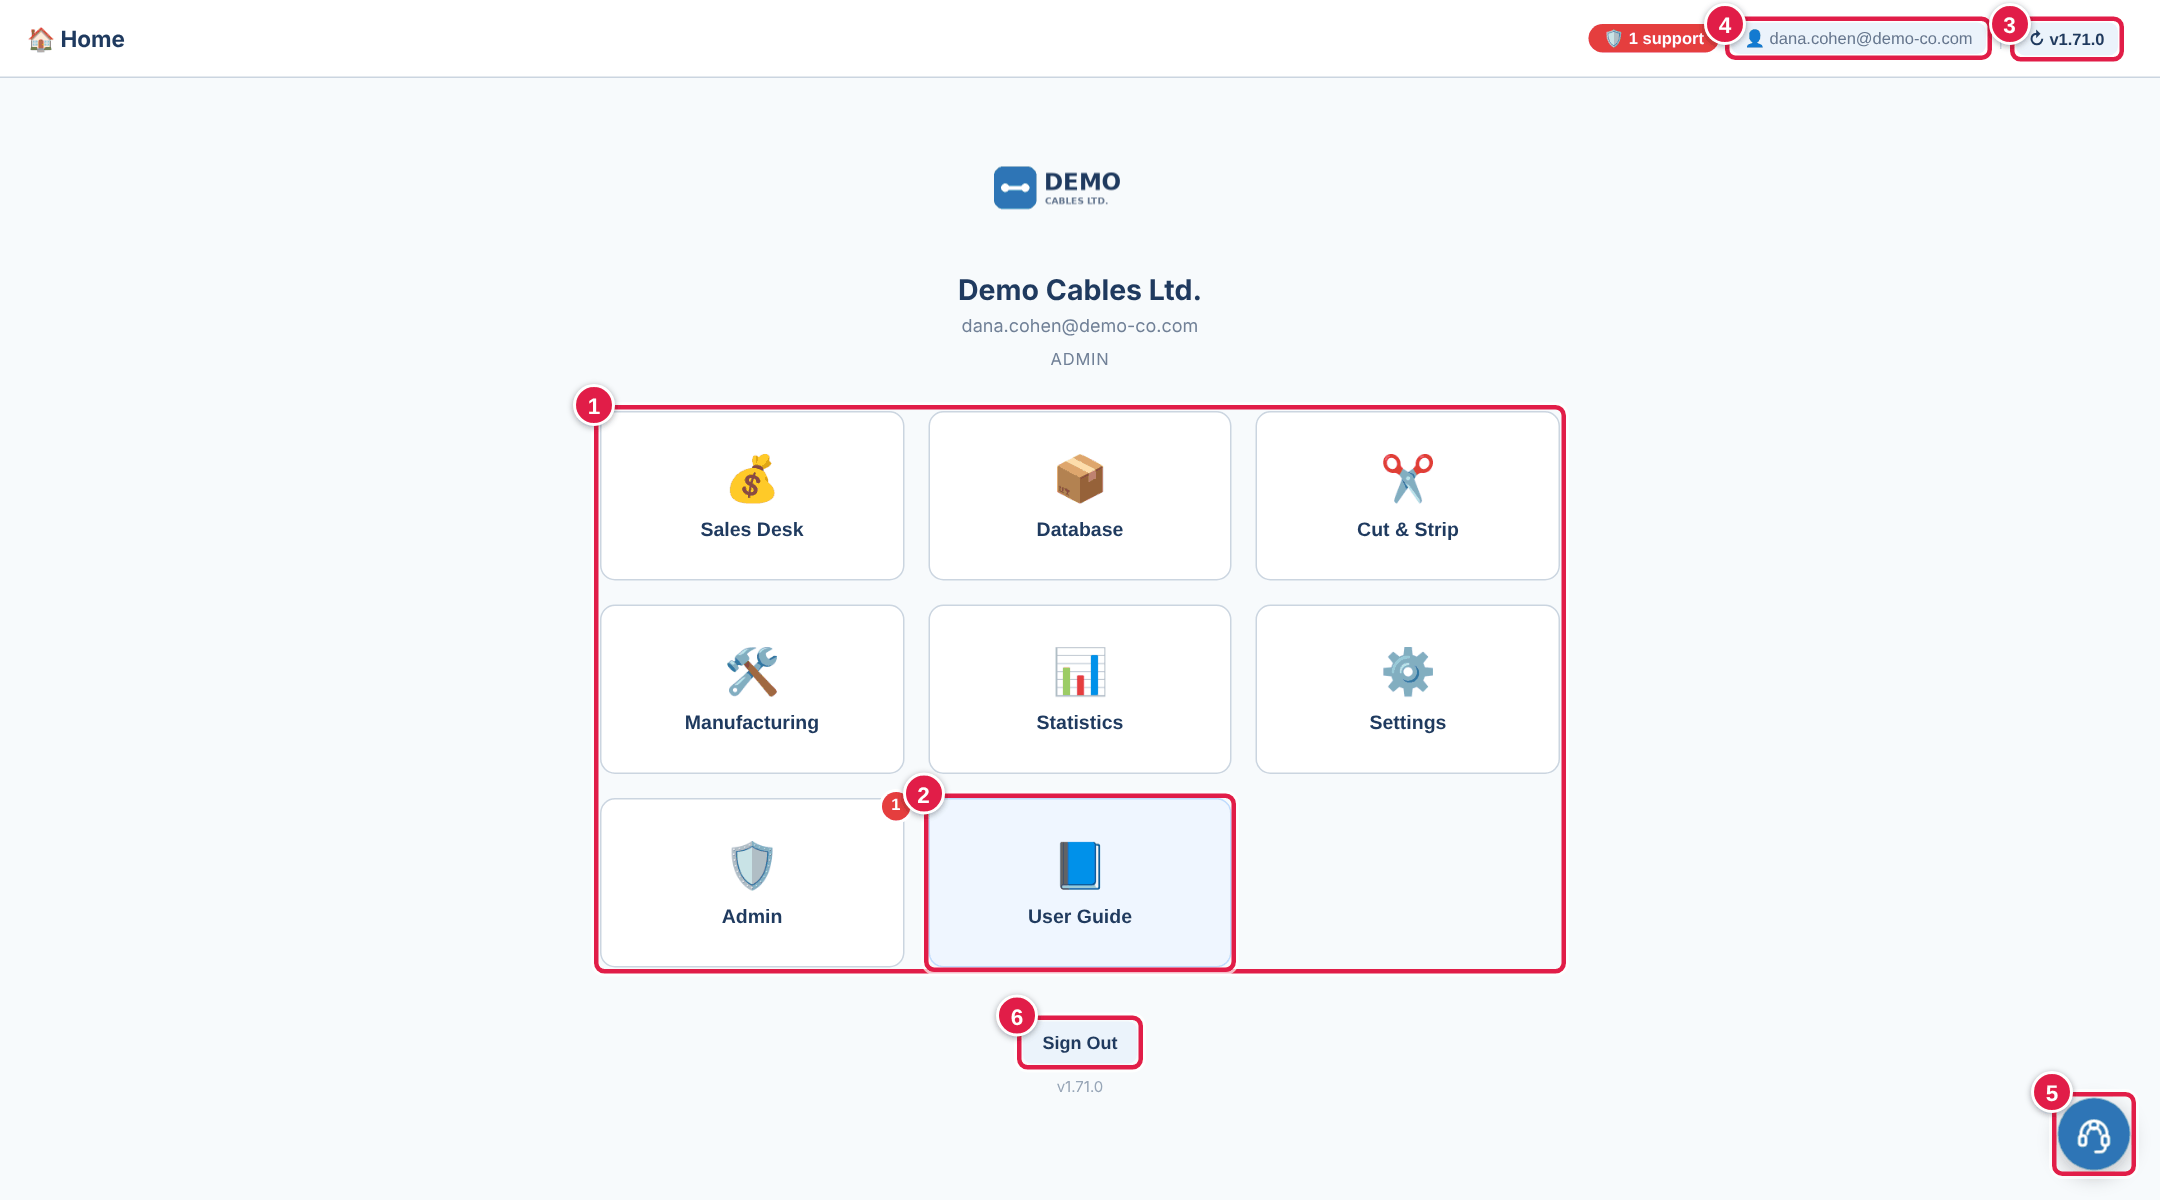 Home
1 support
4
dana.cohen@demo-co.com
3
v1.71.0
DEMO
CABLES LTD.
Demo Cables Ltd.
dana.cohen@demo-co.com
ADMIN
1
Sales Desk
Database
Cut & Strip
Manufacturing
Statistics
Settings
1
2
Admin
User Guide
6
Sign Out
v1.71.0
5